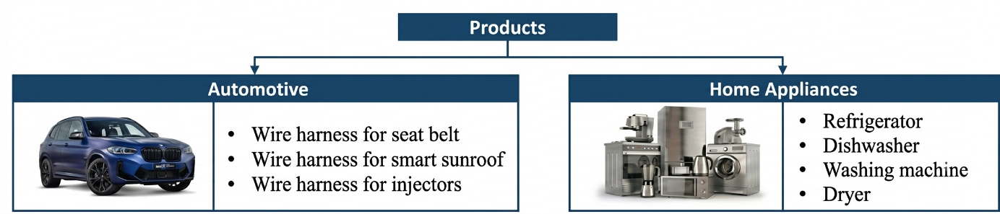 Products
Automotive
• Wire harness for seat belt
• Wire harness for smart sunroof
• Wire harness for injectors
Home Appliances
• Refrigerator
• Dishwasher
• Washing machine
• Dryer